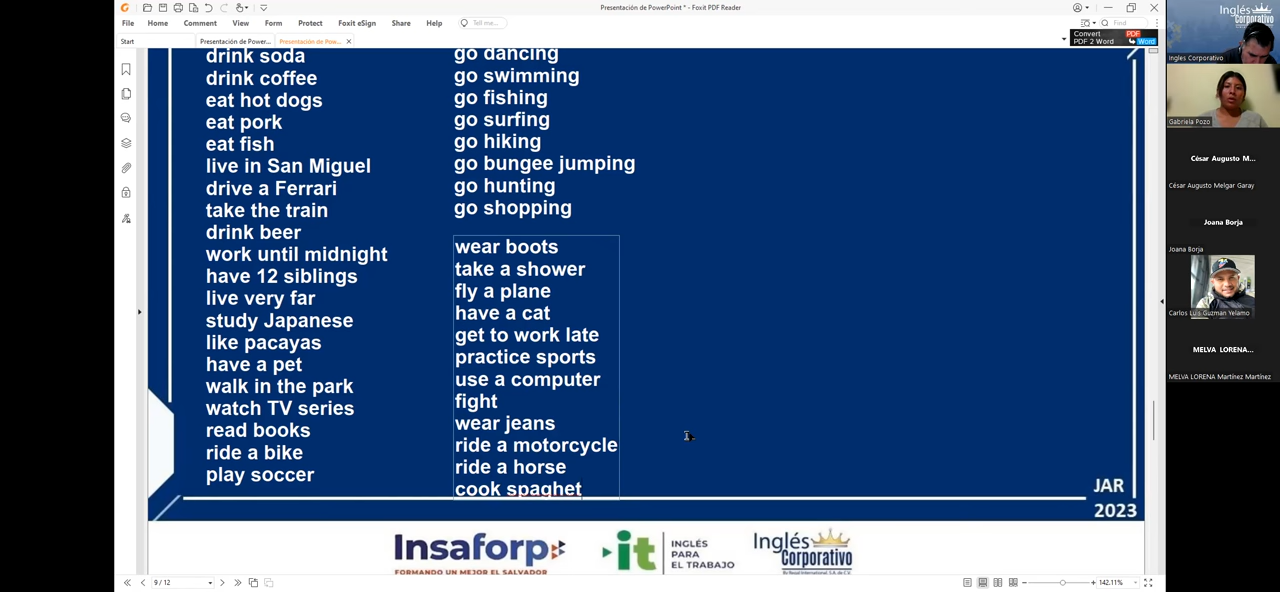 Presentación de PowerPoint * - Foxit PDF Reader
File Home Comment View Form Protect Foxit eSign Share Help Tell me... Find
Start Presentación de Power... Presentación de Pow...
Convert PDF
PDF 2 Word Word
drink soda
drink coffee
eat hot dogs
eat pork
eat fish
live in San Miguel
drive a Ferrari
take the train
drink beer
work until midnight
have 12 siblings
live very far
study Japanese
like pacayas
have a pet
walk in the park
watch TV series
read books
ride a bike
play soccer
go dancing
go swimming
go fishing
go surfing
go hiking
go bungee jumping
go hunting
go shopping
wear boots
take a shower
fly a plane
have a cat
get to work late
practice sports
use a computer
fight
wear jeans
ride a motorcycle
ride a horse
cook spaghet
JAR
2023
Insaforp
FORMANDO UN MEJOR EL SALVADOR
it
INGLÉS
PARA
EL TRABAJO
Inglés
Corporativo
9 / 12
142.11%
Inglés
Corporativo
Ingles Corporativo
Gabriela Pozo
César Augusto M...
César Augusto Melgar Garay
Joana Borja
Joana Borja
Carlos Luis Guzman Yelamo
MELVA LORENA...
MELVA LORENA Martínez Martínez